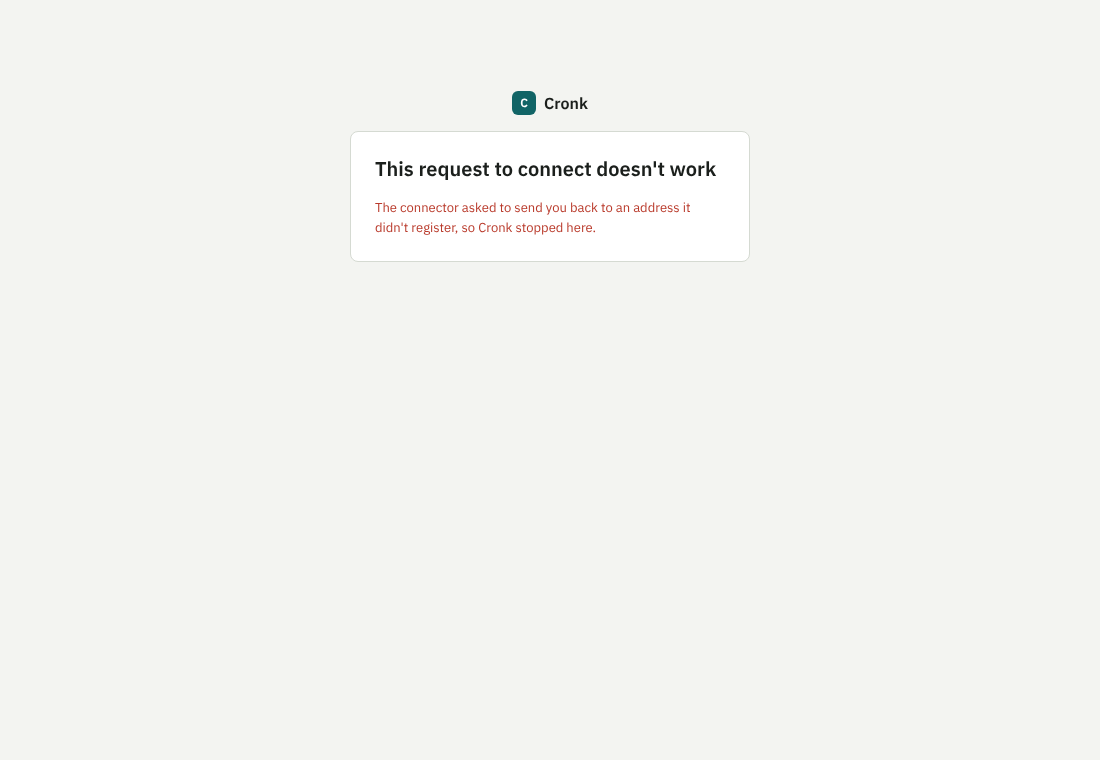 C Cronk
This request to connect doesn't work
The connector asked to send you back to an address it
didn't register, so Cronk stopped here.